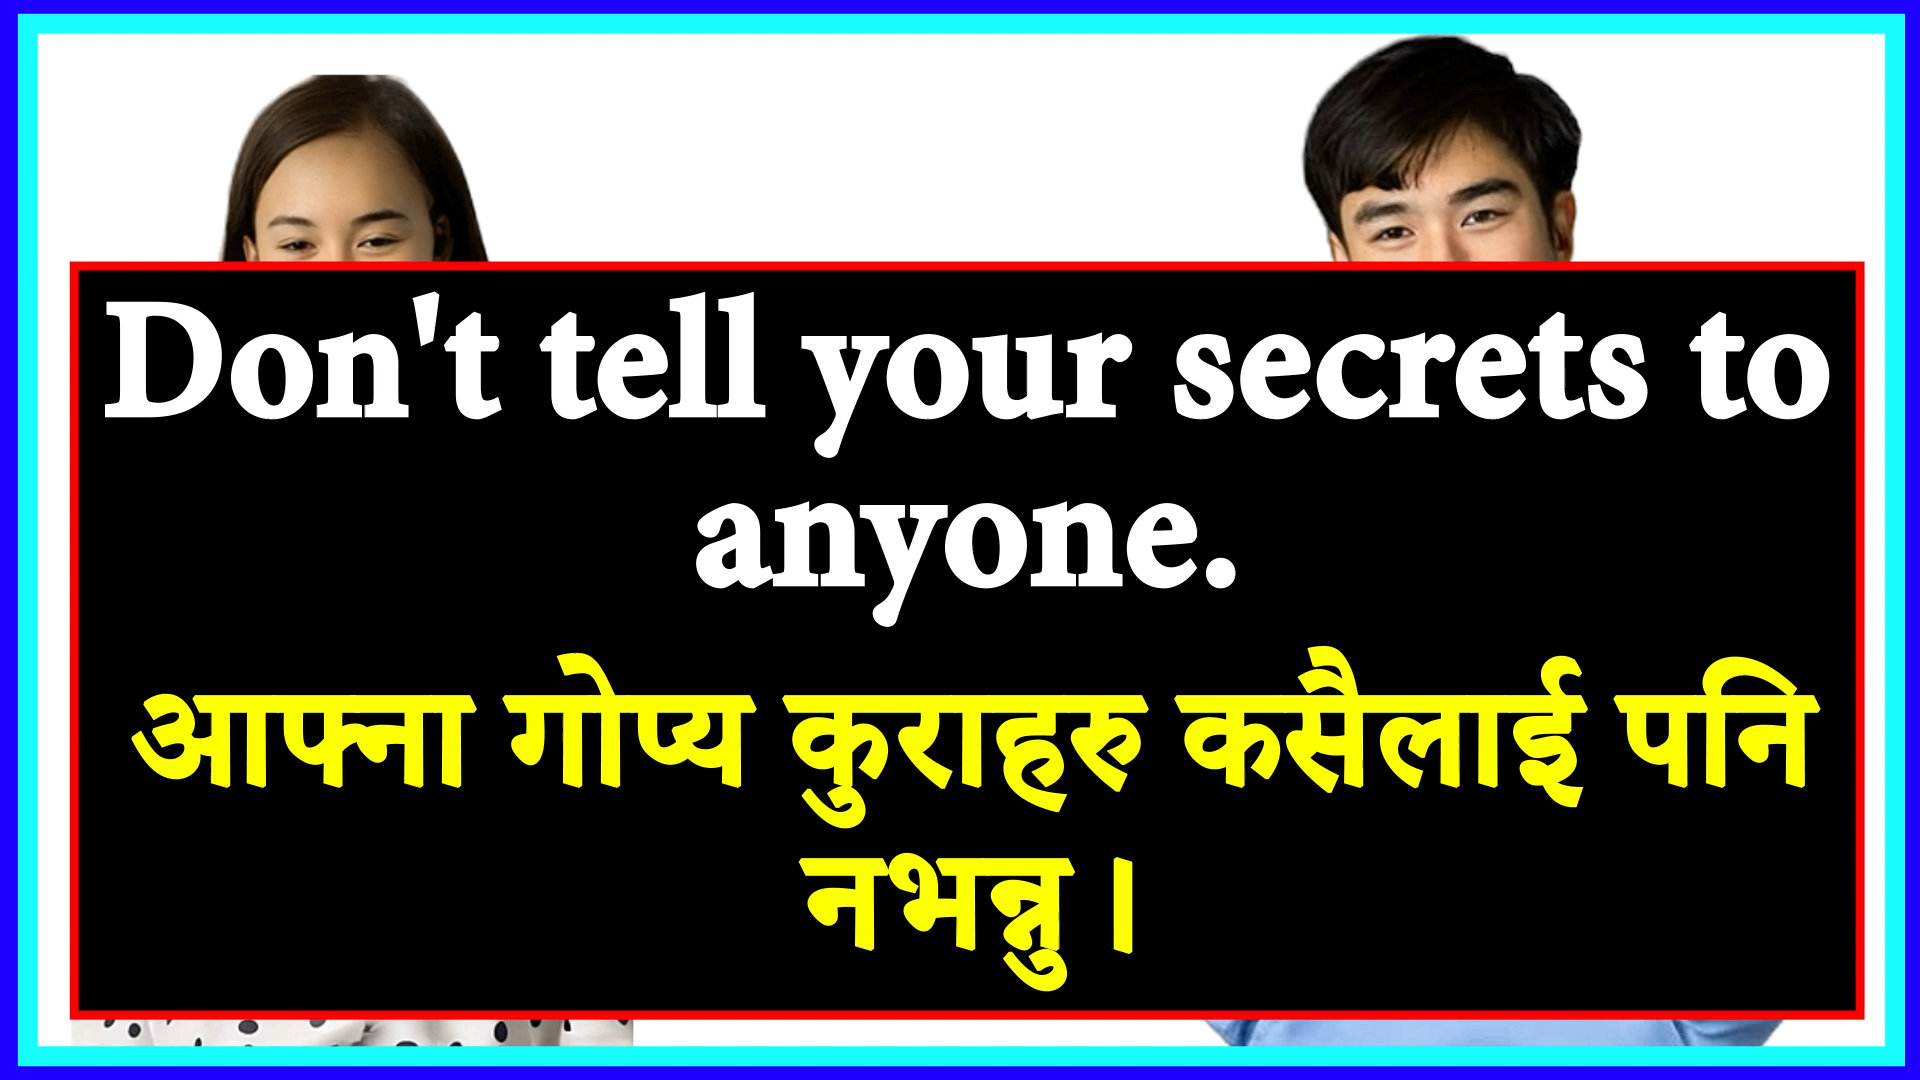 Don't tell your secrets to
anyone.
आफ्ना गोप्य कुराहरु कसैलाई पनि
नभन्नु ।